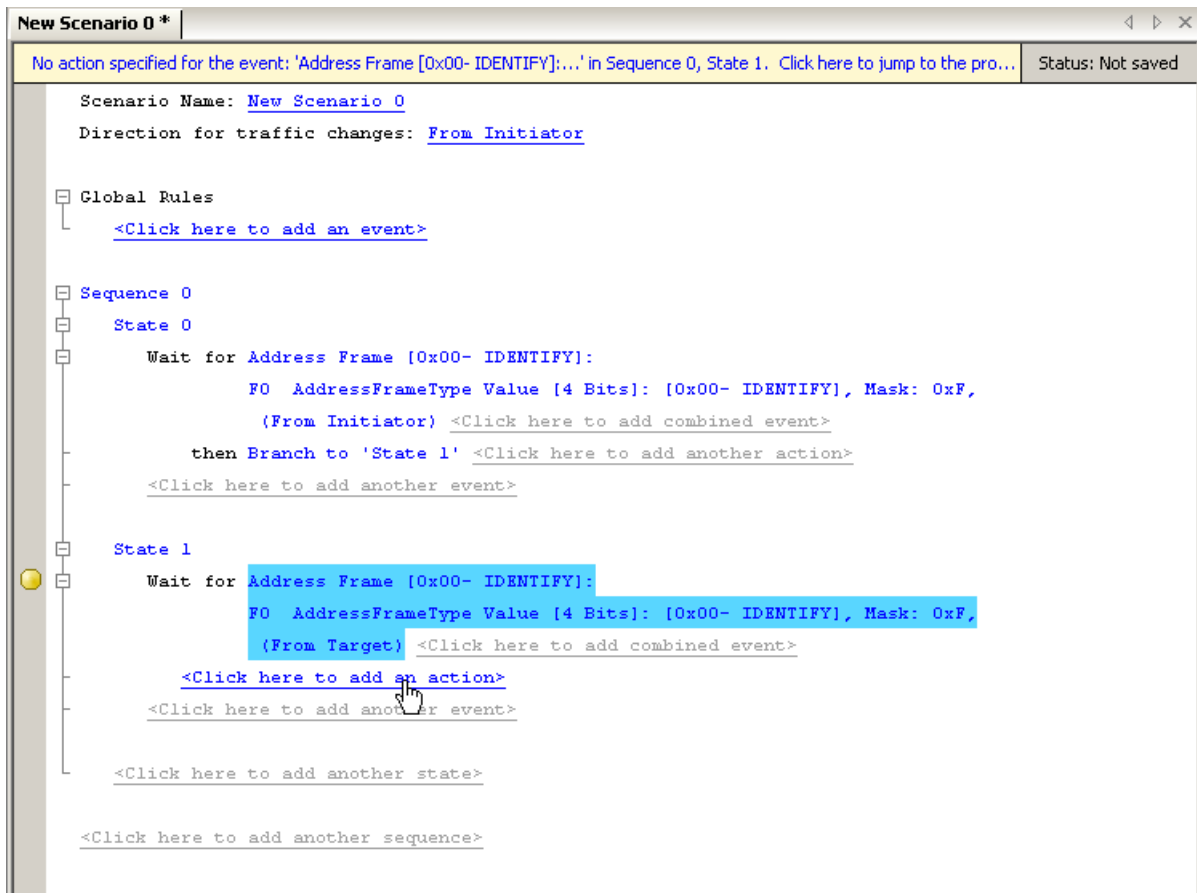 New Scenario 0 *
No action specified for the event: 'Address Frame [0x00- IDENTIFY]:...' in Sequence 0, State 1.  Click here to jump to the pro...
Status: Not saved
Scenario Name: New Scenario 0
Direction for traffic changes: From Initiator
Global Rules
<Click here to add an event>
Sequence 0
State 0
Wait for Address Frame [0x00- IDENTIFY]:
F0  AddressFrameType Value [4 Bits]: [0x00- IDENTIFY], Mask: 0xF,
(From Initiator) <Click here to add combined event>
then Branch to 'State 1' <Click here to add another action>
<Click here to add another event>
State 1
Wait for Address Frame [0x00- IDENTIFY]:
F0  AddressFrameType Value [4 Bits]: [0x00- IDENTIFY], Mask: 0xF,
(From Target) <Click here to add combined event>
<Click here to add an action>
<Click here to add another event>
<Click here to add another state>
<Click here to add another sequence>